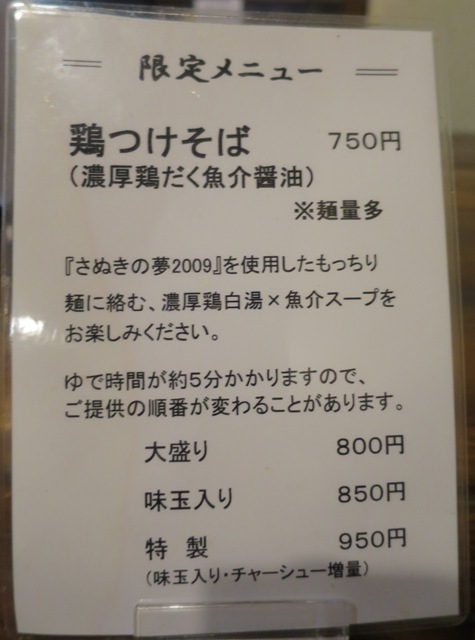 限定メニュー
鶏つけそば 750円
（濃厚鶏だく魚介醤油）
※麺量多
『さぬきの夢2009』を使用したもっちり
麺に絡む、濃厚鶏白湯×魚介スープを
お楽しみください。
ゆで時間が約5分かかりますので、
ご提供の順番が変わることがあります。
大盛り 800円
味玉入り 850円
特製 950円
（味玉入り・チャーシュー増量）